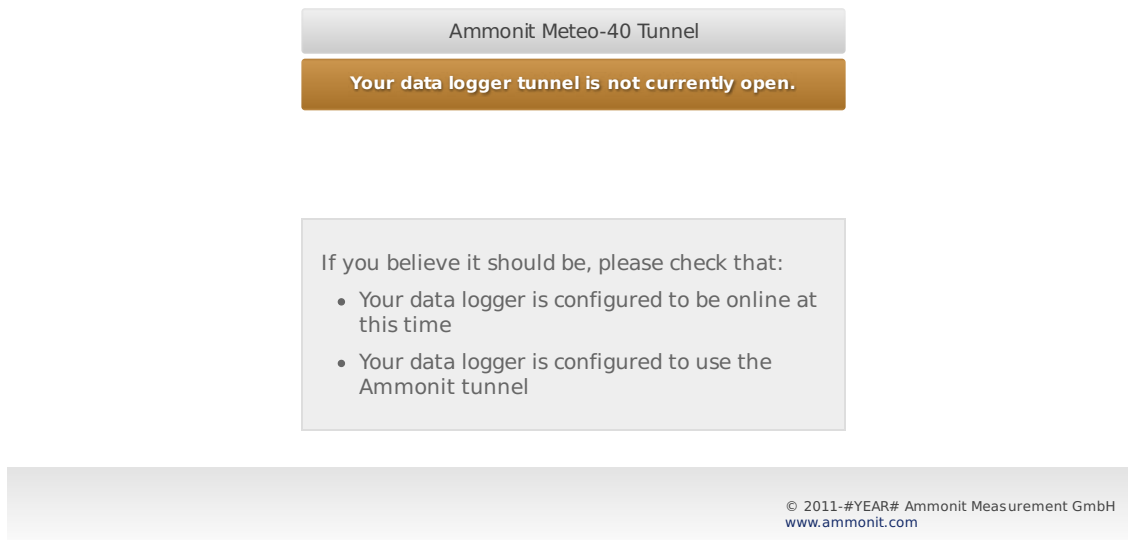 Ammonit Meteo-40 Tunnel
Your data logger tunnel is not currently open.
If you believe it should be, please check that:
• Your data logger is configured to be online at
this time
• Your data logger is configured to use the
Ammonit tunnel
© 2011-#YEAR# Ammonit Measurement GmbH
www.ammonit.com